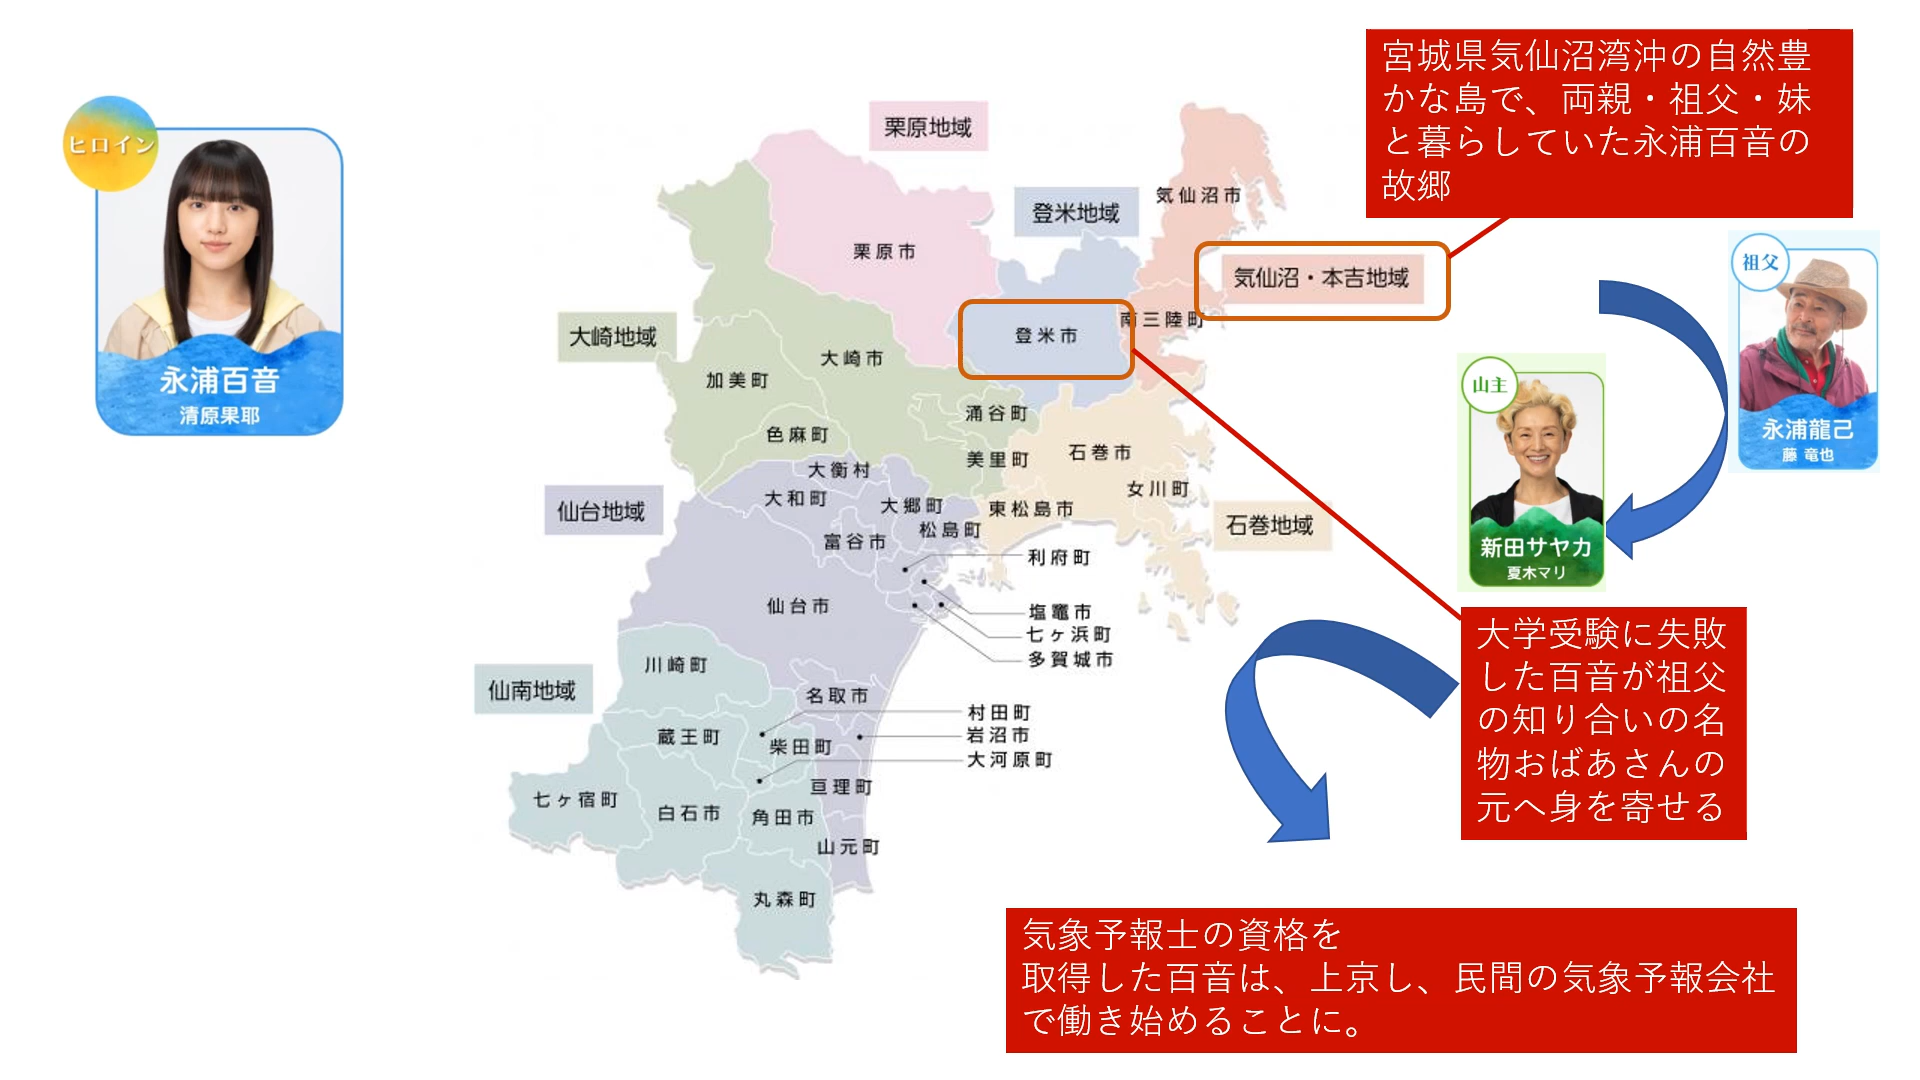 宮城県気仙沼湾沖の自然豊
かな島で、両親・祖父・妹
と暮らしていた永浦百音の
故郷
ヒロイン
永浦百音
清原果耶
栗原地域
登米地域
気仙沼市
栗原市
気仙沼・本吉地域
南三陸町
登米市
大崎地域
大崎市
加美町
涌谷町
色麻町
美里町
石巻市
大衡村
大和町
女川町
大郷町
東松島市
仙台地域
松島町
石巻地域
富谷市
利府町
仙台市
塩竈市
七ヶ浜町
多賀城市
川崎町
仙南地域
名取市
村田町
岩沼市
蔵王町
柴田町
大河原町
亘理町
七ヶ宿町
白石市
角田市
山元町
丸森町
祖父
永浦龍己
藤 竜也
山主
新田サヤカ
夏木マリ
大学受験に失敗
した百音が祖父
の知り合いの名
物おばあさんの
元へ身を寄せる
気象予報士の資格を
取得した百音は、上京し、民間の気象予報会社
で働き始めることに。